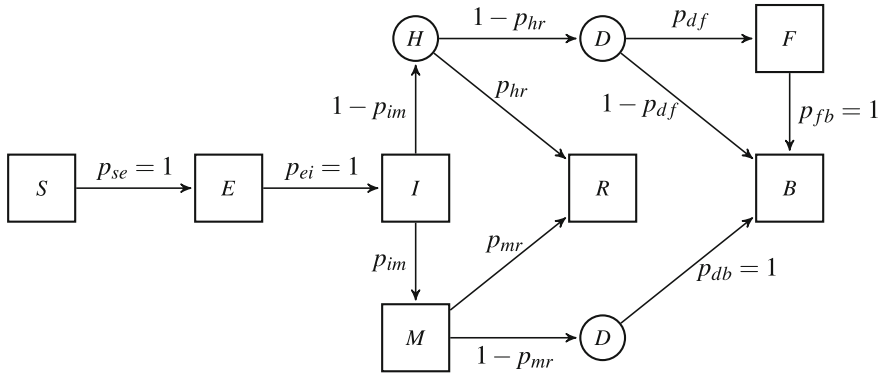 H 1 − p_hr D p_df F
1 − p_im p_hr 1 − p_df p_fb = 1
S p_se = 1 E p_ei = 1 I R B
p_im p_mr p_db = 1
M 1 − p_mr D